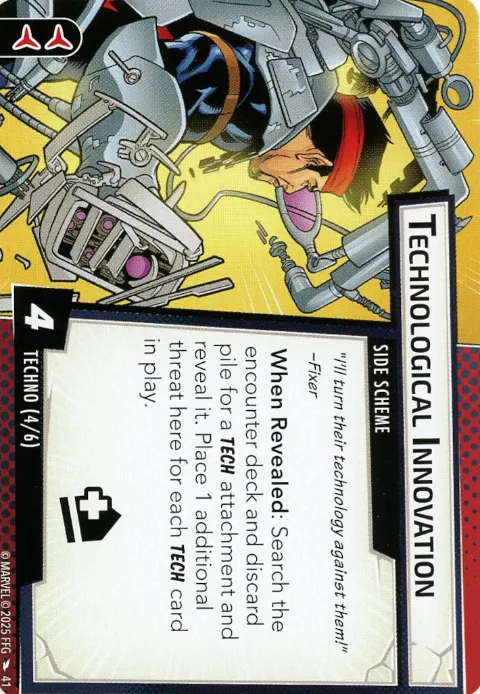 TECHNOLOGICAL INNOVATION
SIDE SCHEME
"I'll turn their technology against them!"
–Fixer
When Revealed: Search the
encounter deck and discard
pile for a TECH attachment and
reveal it. Place 1 additional
threat here for each TECH card
in play.
4
TECHNO (4/6)
© MARVEL © 2025 FFG 41